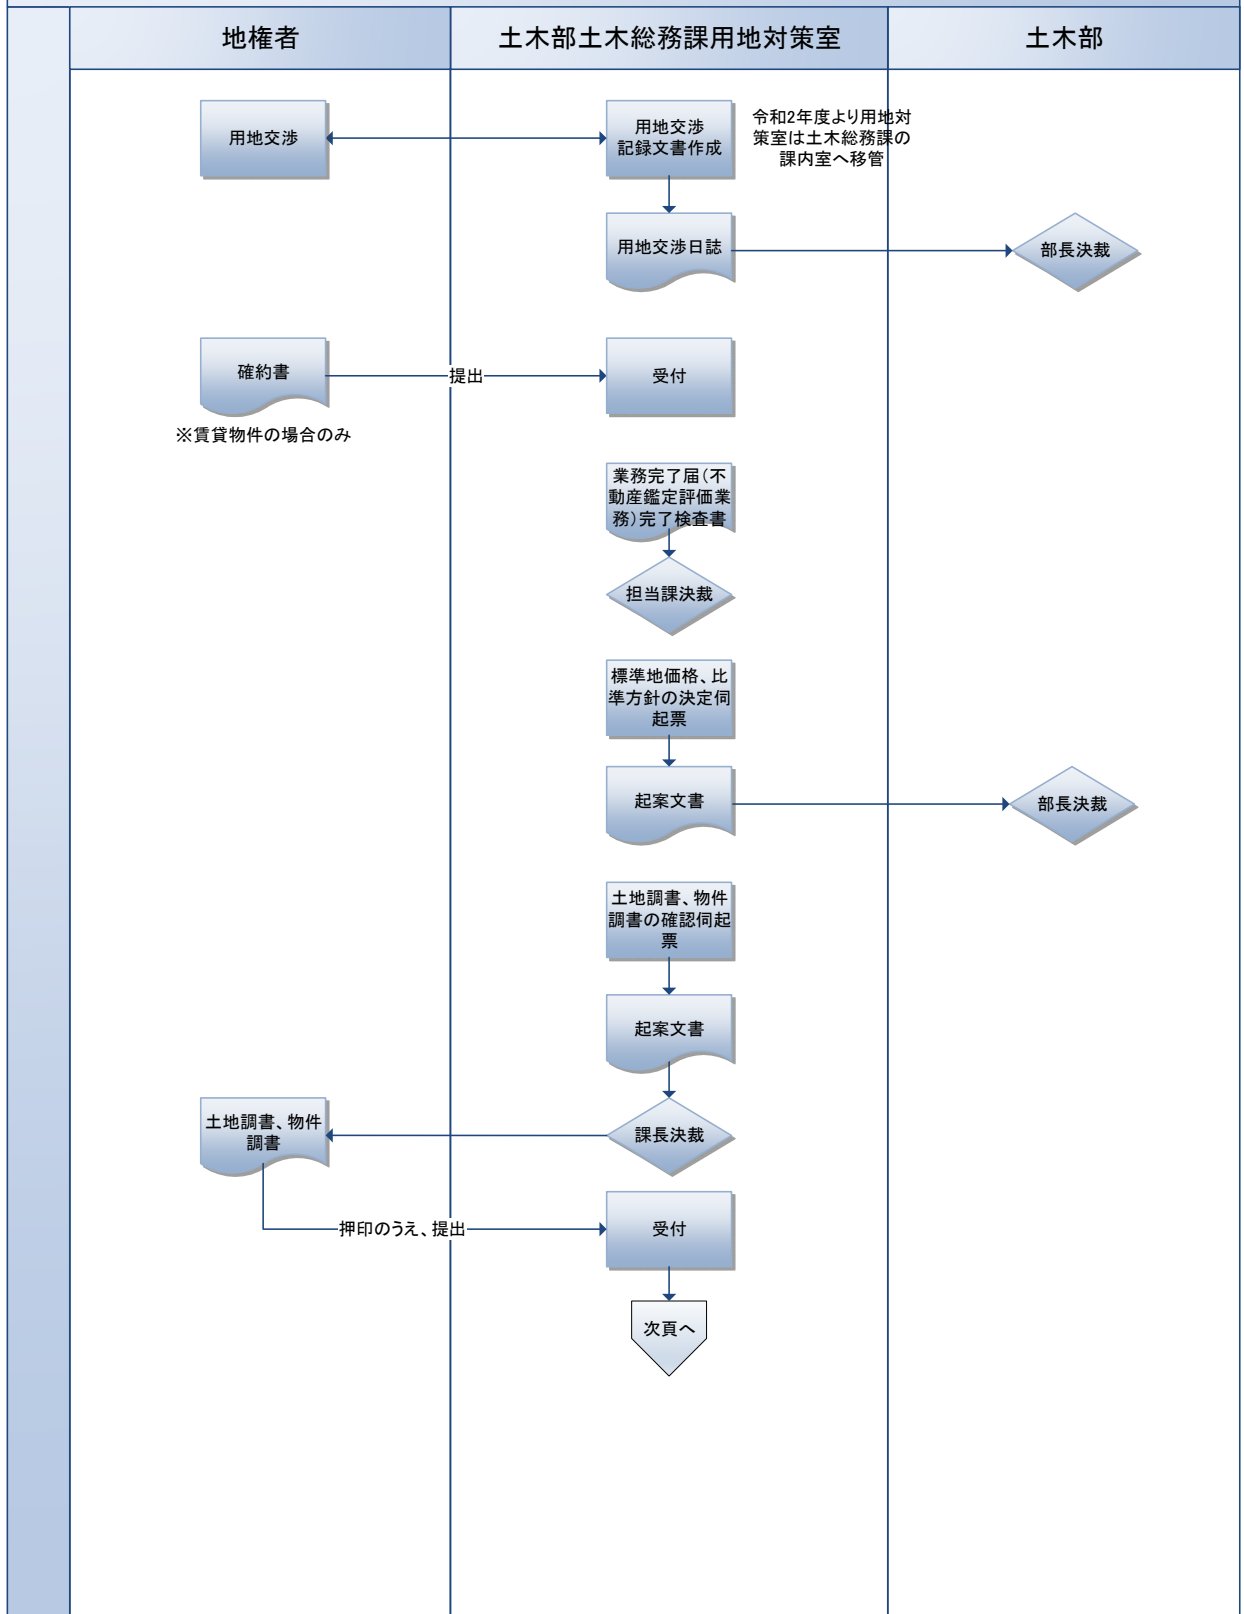 地権者
土木部土木総務課用地対策室
土木部
用地交渉
用地交渉
記録文書作成
令和2年度より用地対
策室は土木総務課の
課内室へ移管
用地交渉日誌
部長決裁
確約書
提出
受付
※賃貸物件の場合のみ
業務完了届（不
動産鑑定評価業
務）完了検査書
担当課決裁
標準地価格、比
準方針の決定伺
起票
起案文書
部長決裁
土地調書、物件
調書の確認伺起
票
起案文書
土地調書、物件
調書
課長決裁
押印のうえ、提出
受付
次頁へ